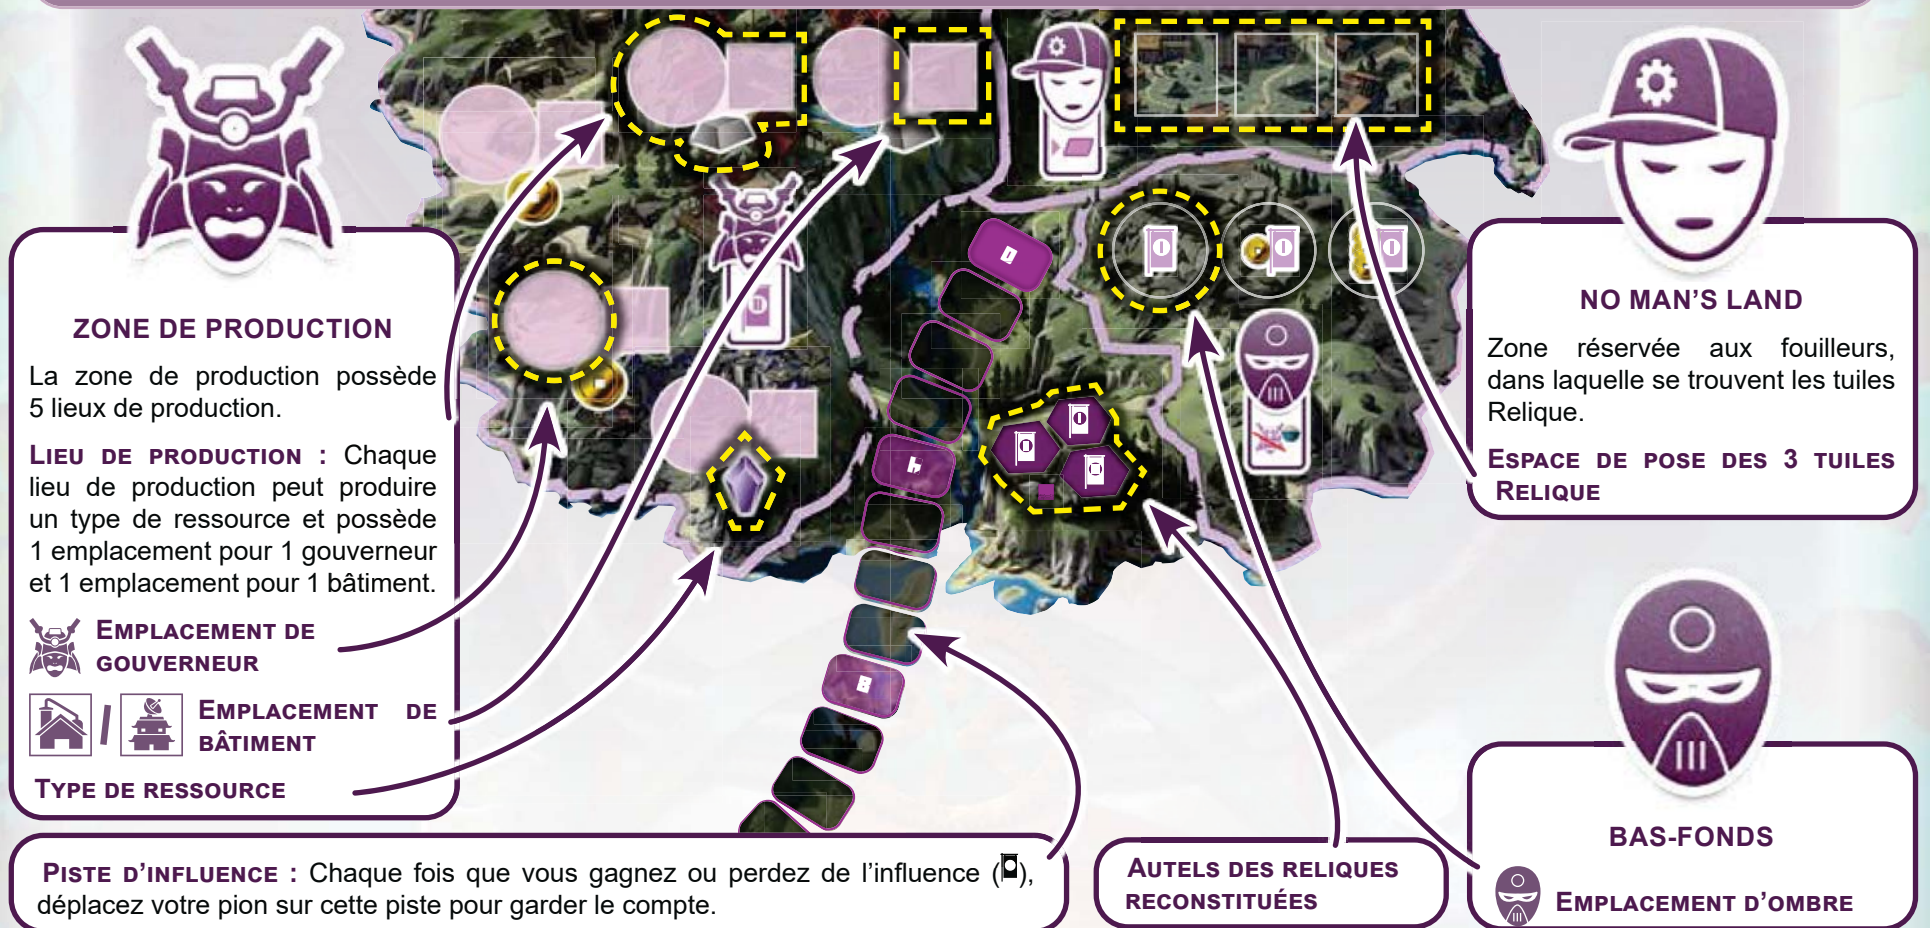 ZONE DE PRODUCTION
La zone de production possède
5 lieux de production.
LIEU DE PRODUCTION : Chaque
lieu de production peut produire
un type de ressource et possède
1 emplacement pour 1 gouverneur
et 1 emplacement pour 1 bâtiment.
EMPLACEMENT DE
GOUVERNEUR
/
EMPLACEMENT DE
BÂTIMENT
TYPE DE RESSOURCE
PISTE D'INFLUENCE : Chaque fois que vous gagnez ou perdez de l'influence (),
déplacez votre pion sur cette piste pour garder le compte.
AUTELS DES RELIQUES
RECONSTITUÉES
NO MAN'S LAND
Zone réservée aux fouilleurs,
dans laquelle se trouvent les tuiles
Relique.
ESPACE DE POSE DES 3 TUILES
RELIQUE
BAS-FONDS
EMPLACEMENT D'OMBRE